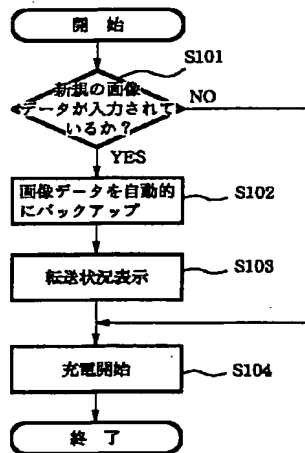 開 始
S101
新規の画像
データが入力されて
いるか？
NO
YES
画像データを自動的
にバックアップ
S102
転送状況表示
S103
充電開始
S104
終 了